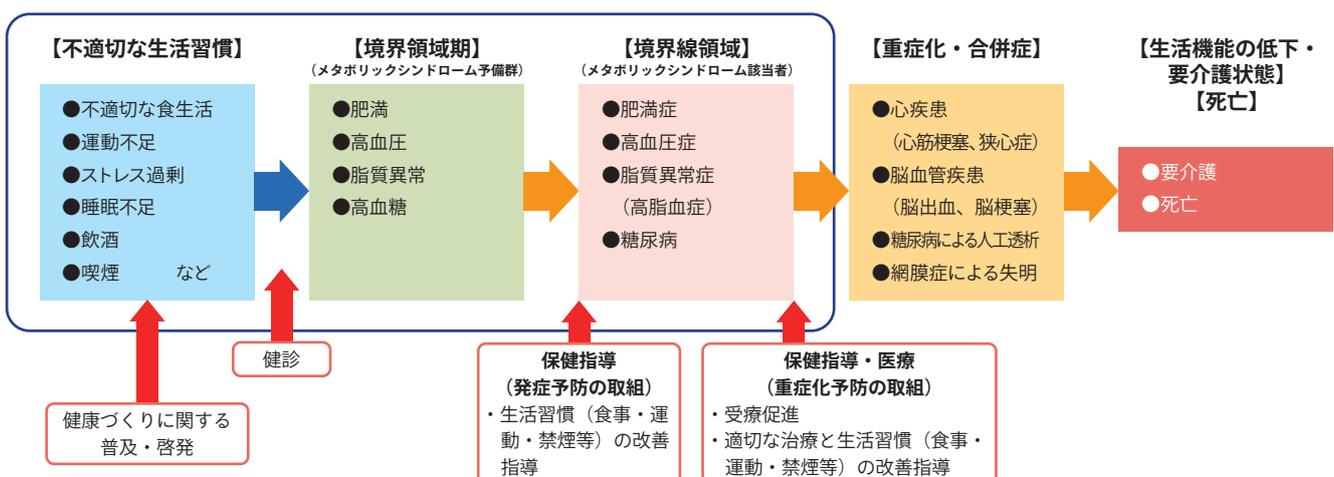 【不適切な生活習慣】
●不適切な食生活
●運動不足
●ストレス過剰
●睡眠不足
●飲酒
●喫煙　　　など
【境界領域期】
（メタボリックシンドローム予備群）
●肥満
●高血圧
●脂質異常
●高血糖
【境界線領域】
（メタボリックシンドローム該当者）
●肥満症
●高血圧症
●脂質異常症
（高脂血症）
●糖尿病
【重症化・合併症】
●心疾患
（心筋梗塞、狭心症）
●脳血管疾患
（脳出血、脳梗塞）
●糖尿病による人工透析
●網膜症による失明
【生活機能の低下・
要介護状態】
【死亡】
●要介護
●死亡
健康づくりに関する
普及・啓発
健診
保健指導
（発症予防の取組）
・生活習慣（食事・運
動・禁煙等）の改善
指導
保健指導・医療
（重症化予防の取組）
・受療促進
・適切な治療と生活習慣（食事・
運動・禁煙等）の改善指導